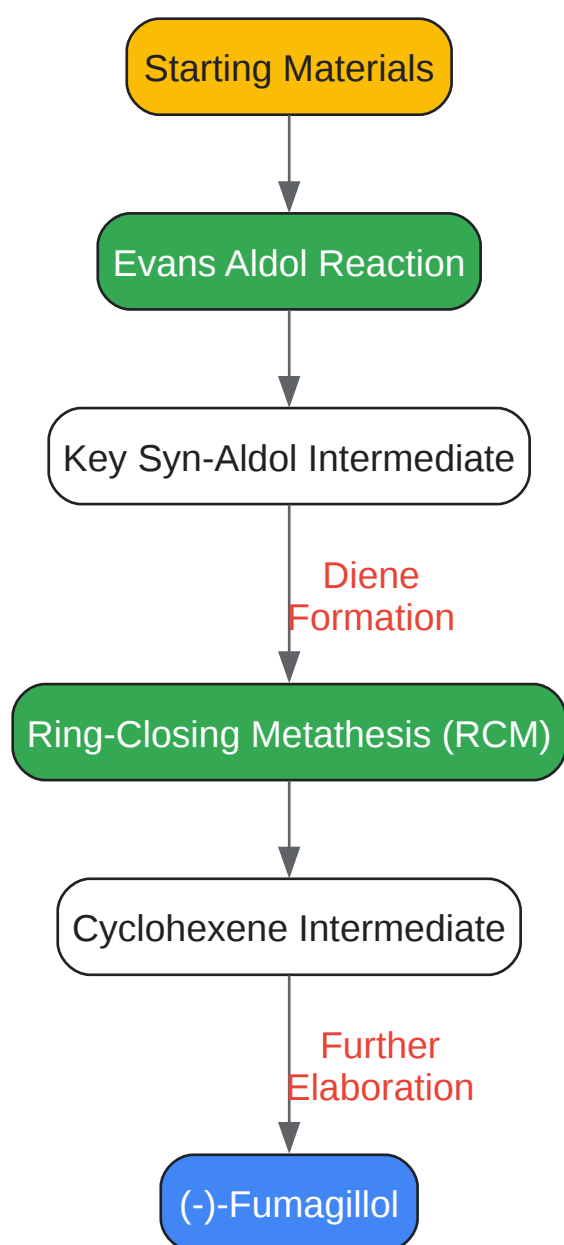 Starting Materials
Evans Aldol Reaction
Key Syn-Aldol Intermediate
Diene
Formation
Ring-Closing Metathesis (RCM)
Cyclohexene Intermediate
Further
Elaboration
(-)-Fumagillol